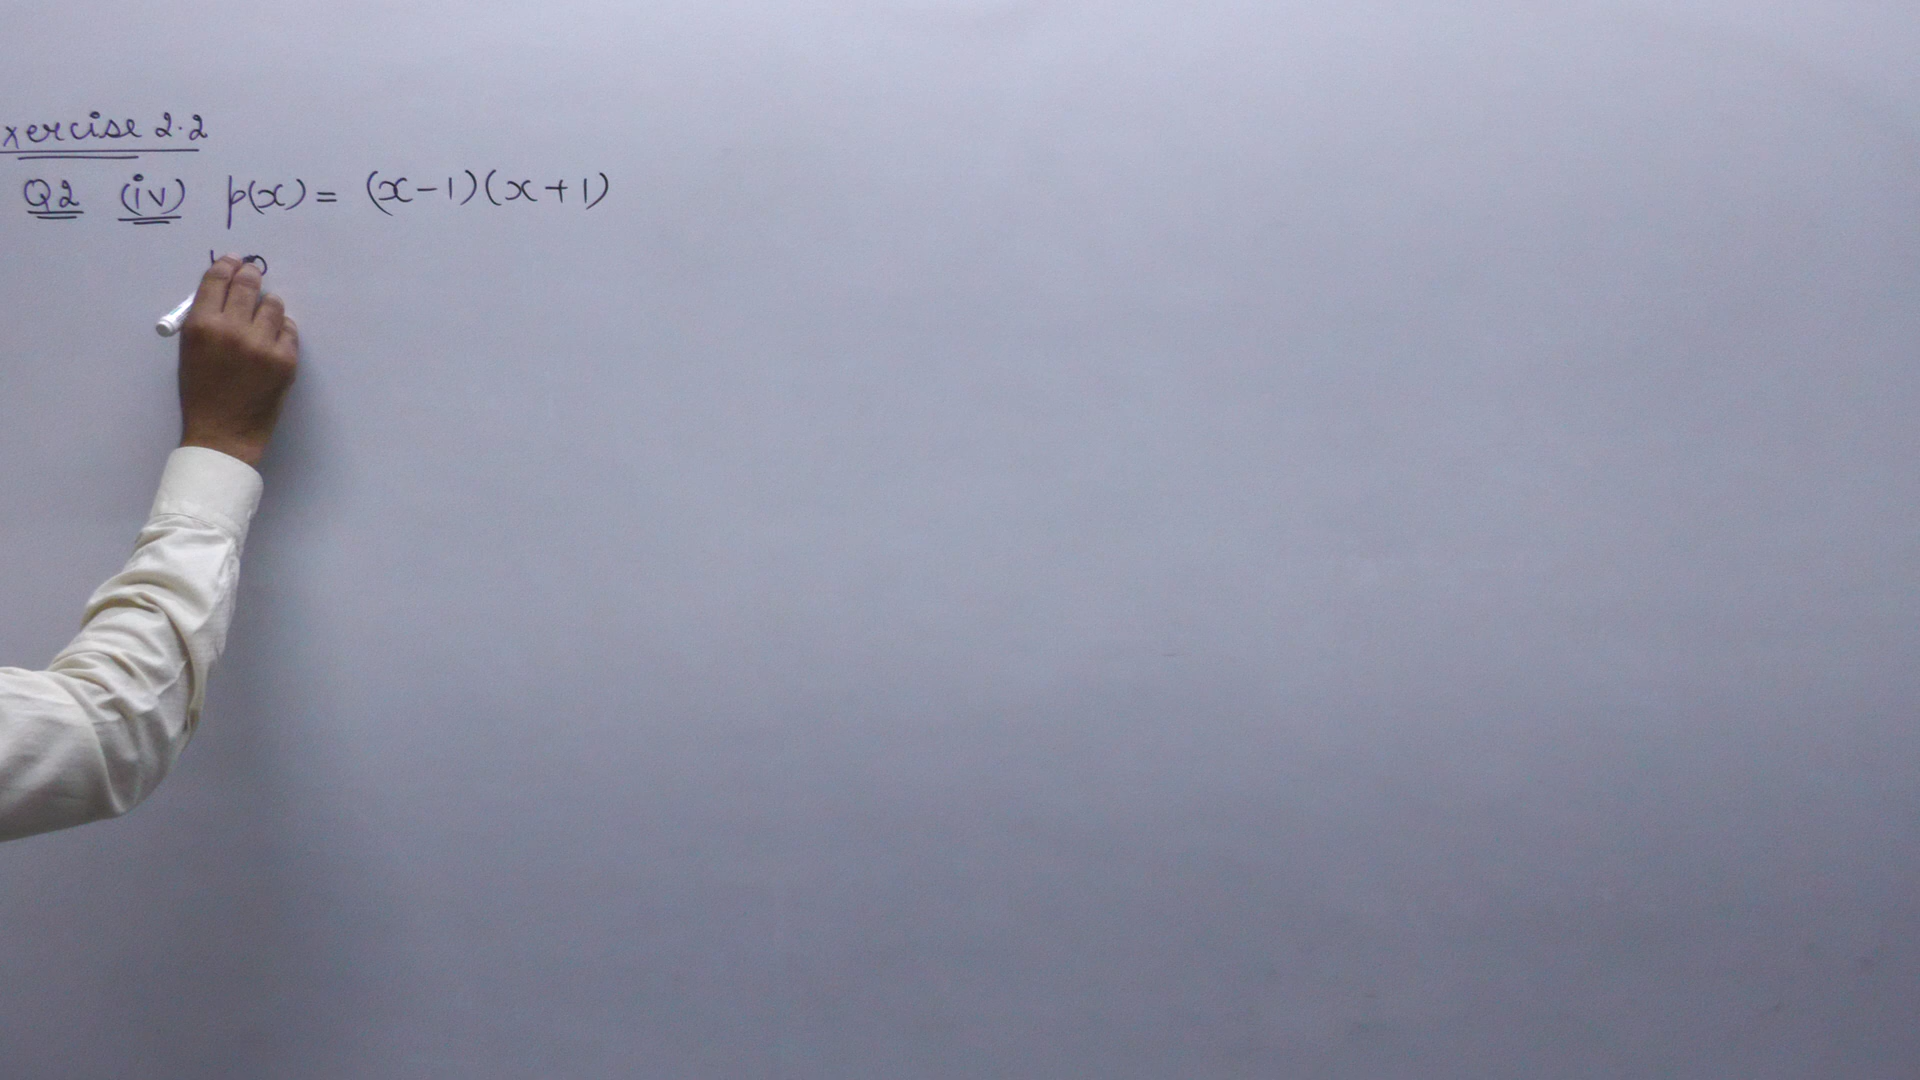 xercise 2.2
Q2 (iv) p(x) = (x-1)(x+1)